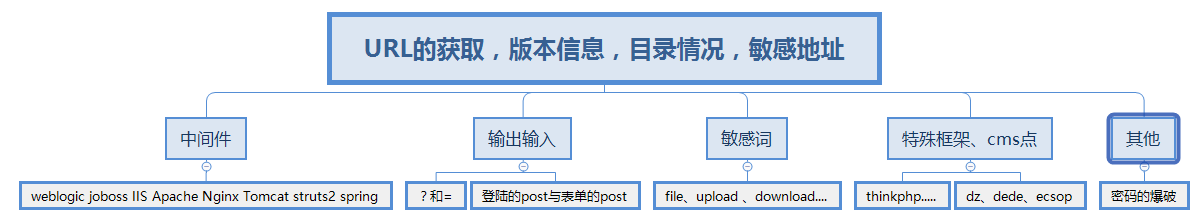 URL的获取，版本信息，目录情况，敏感地址
中间件
输出输入
敏感词
特殊框架、cms点
其他
weblogic joboss IIS Apache Nginx Tomcat struts2 spring
？和=
登陆的post与表单的post
file、upload 、download....
thinkphp.....
dz、dede、ecsop
密码的爆破